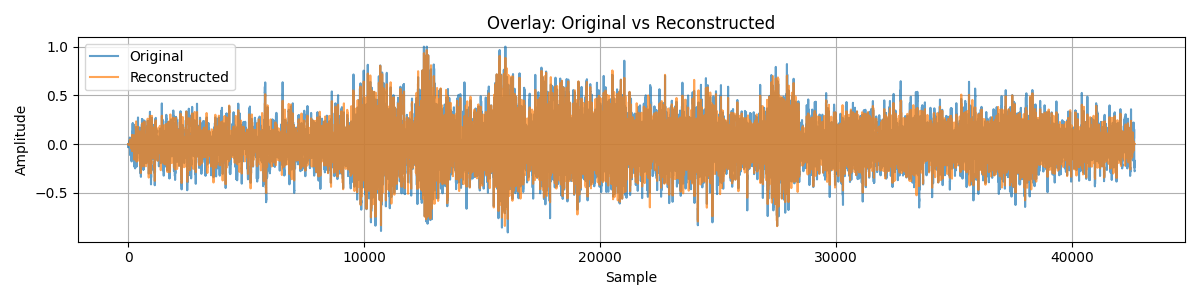 Overlay: Original vs Reconstructed
Original
Reconstructed
1.0
0.5
0.0
−0.5
Amplitude
0 10000 20000 30000 40000
Sample